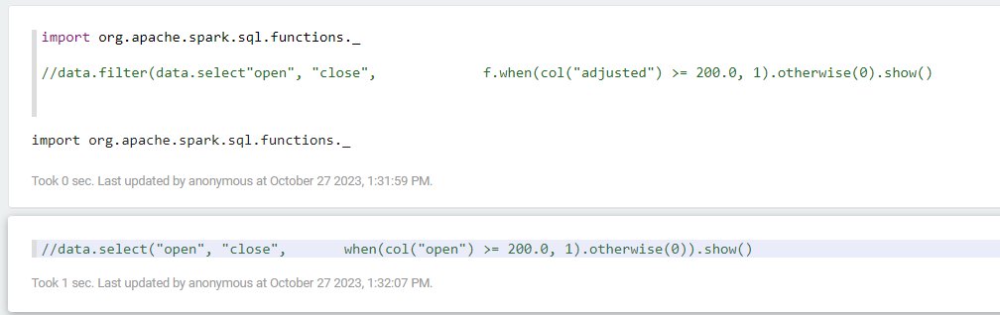 import org.apache.spark.sql.functions._
//data.filter(data.select"open", "close",              f.when(col("adjusted") >= 200.0, 1).otherwise(0).show()
import org.apache.spark.sql.functions._
Took 0 sec. Last updated by anonymous at October 27 2023, 1:31:59 PM.
//data.select("open", "close",       when(col("open") >= 200.0, 1).otherwise(0)).show()
Took 1 sec. Last updated by anonymous at October 27 2023, 1:32:07 PM.